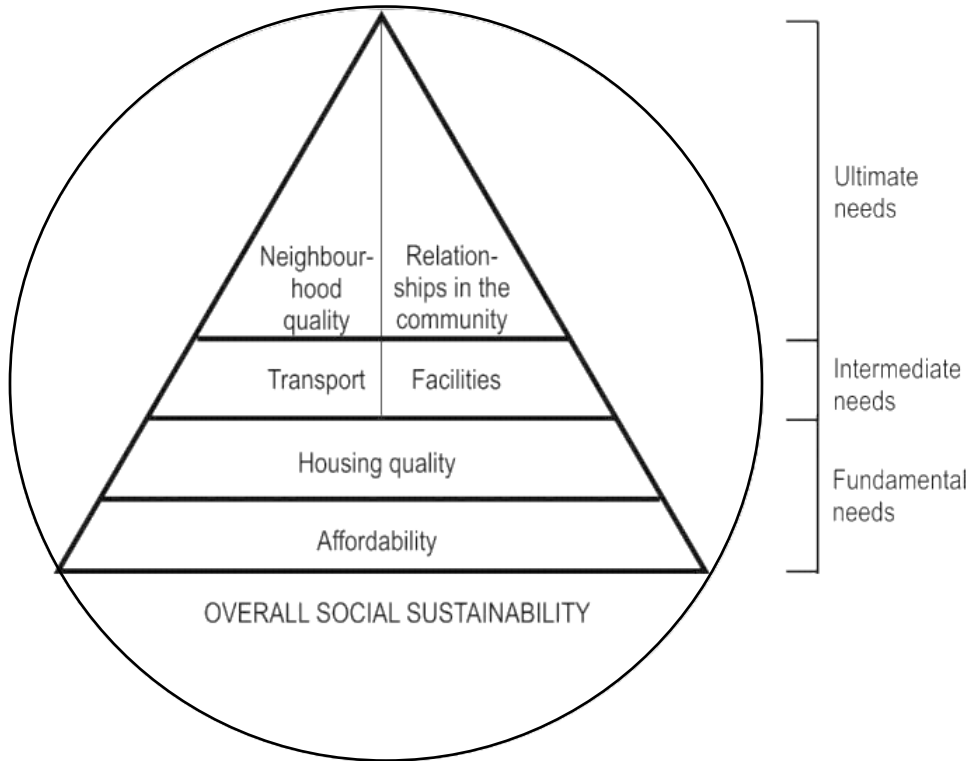 Neighbour-
hood
quality
Relation-
ships in the
community
Ultimate
needs
Transport
Facilities
Intermediate
needs
Housing quality
Fundamental
needs
Affordability
OVERALL SOCIAL SUSTAINABILITY